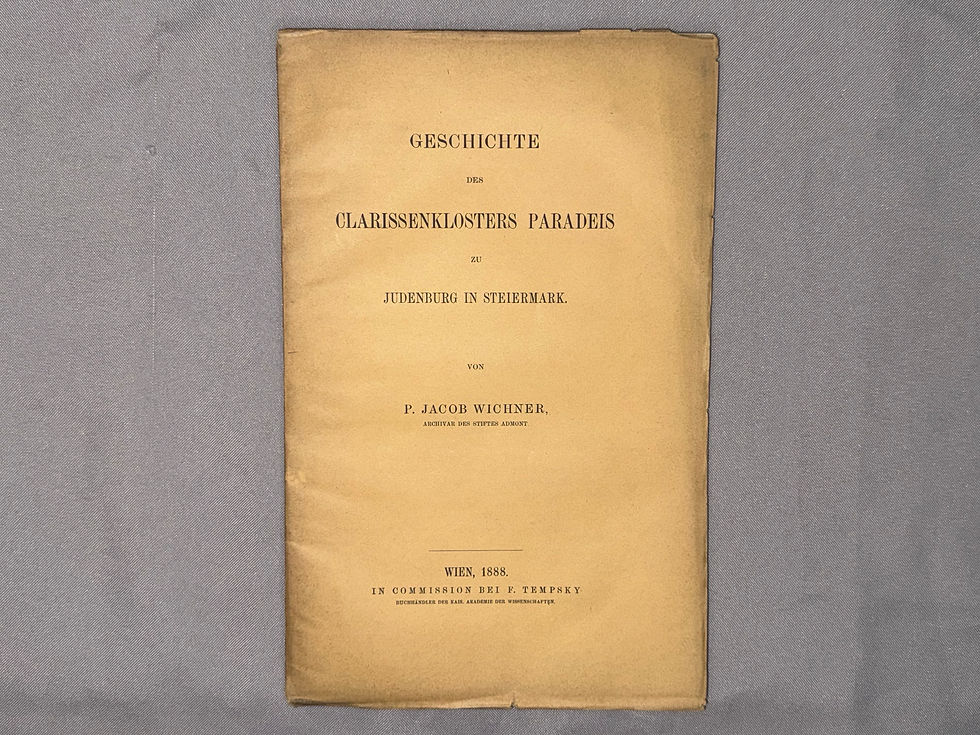 GESCHICHTE
DES
CLARISSENKLOSTERS PARADEIS
ZU
JUDENBURG IN STEIERMARK.
VON
P. JACOB WICHNER,
ARCHIVAR DES STIFTES ADMONT.
WIEN, 1888.
IN COMMISSION BEI F. TEMPSKY
BUCHHÄNDLER DER KAIS. AKADEMIE DER WISSENSCHAFTEN.